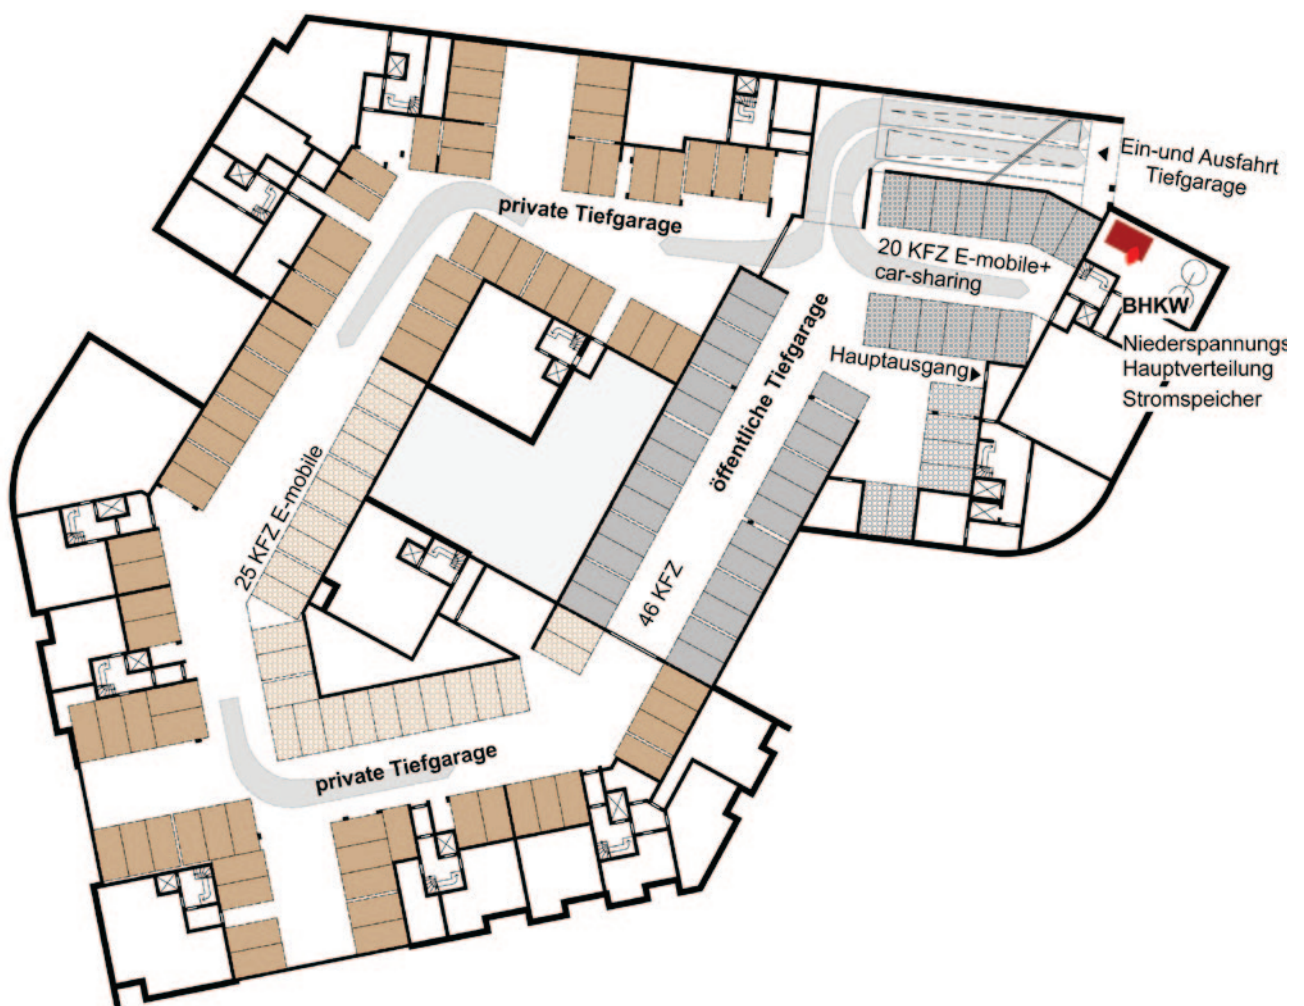 Ein-und Ausfahrt
Tiefgarage
private Tiefgarage
20 KFZ E-mobile+
car-sharing
BHKW
Niederspannungs
Hauptverteilung
Stromspeicher
Hauptausgang
öffentliche Tiefgarage
25 KFZ E-mobile
46 KFZ
private Tiefgarage